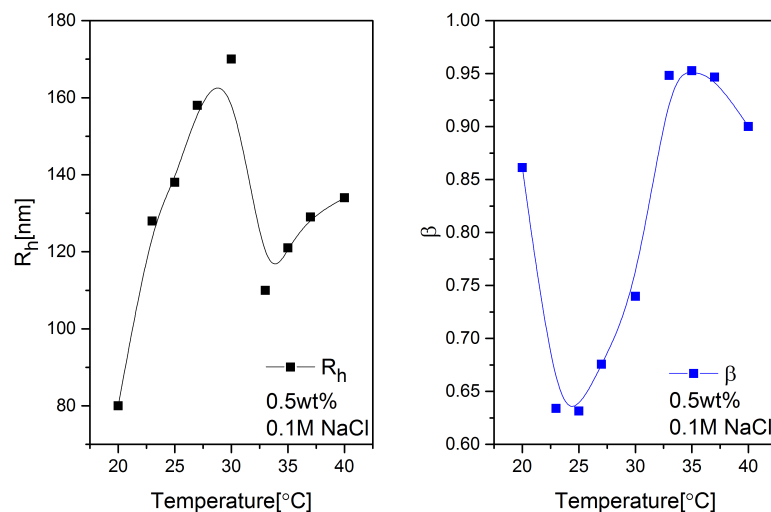 180
160
140
120
100
80
R_h[nm]
20 25 30 35 40
Temperature[°C]
R_h
0.5wt%
0.1M NaCl
1.00
0.95
0.90
0.85
0.80
0.75
0.70
0.65
0.60
β
20 25 30 35 40
Temperature[°C]
β
0.5wt%
0.1M NaCl